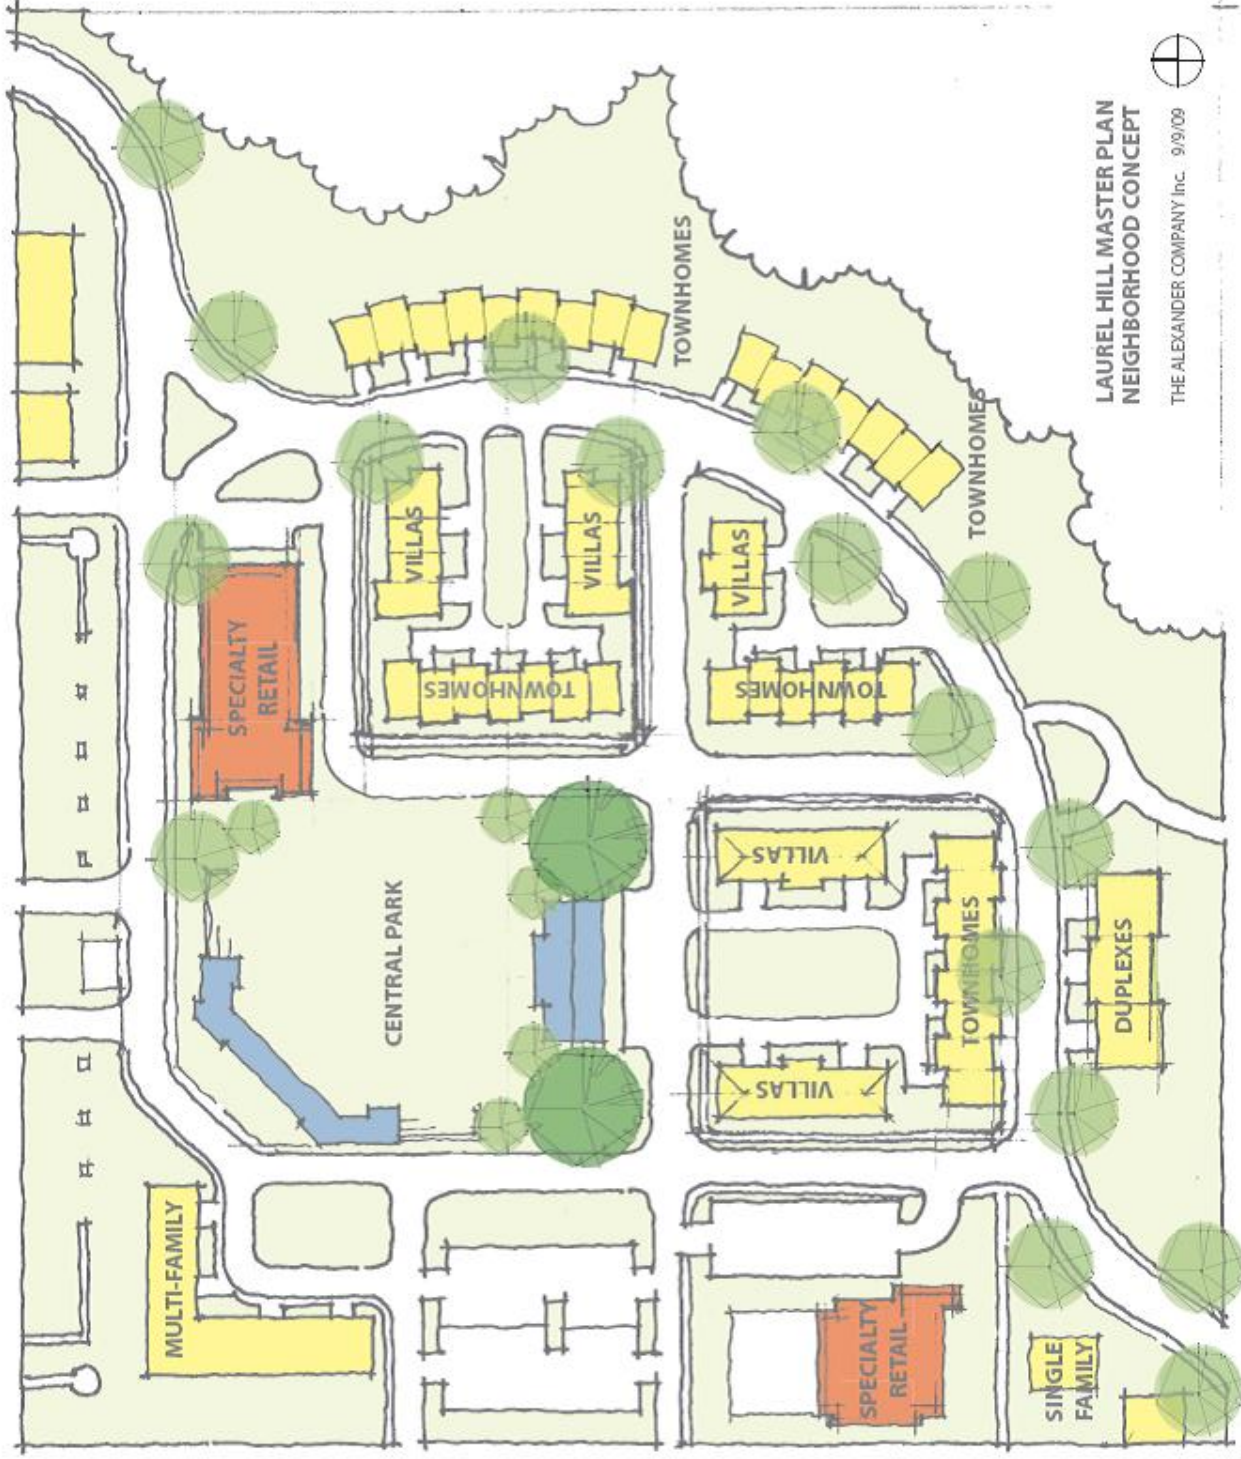 LAUREL HILL MASTER PLAN
NEIGHBORHOOD CONCEPT
THE ALEXANDER COMPANY Inc. 9/9/09
TOWNHOMES
TOWNHOMES
VILLAS
VILLAS
VILLAS
SPECIALTY
RETAIL
TOWNHOMES
TOWNHOMES
CENTRAL PARK
VILLAS
VILLAS
TOWNHOMES
DUPLEXES
MULTI-FAMILY
SPECIALTY
RETAIL
SINGLE
FAMILY